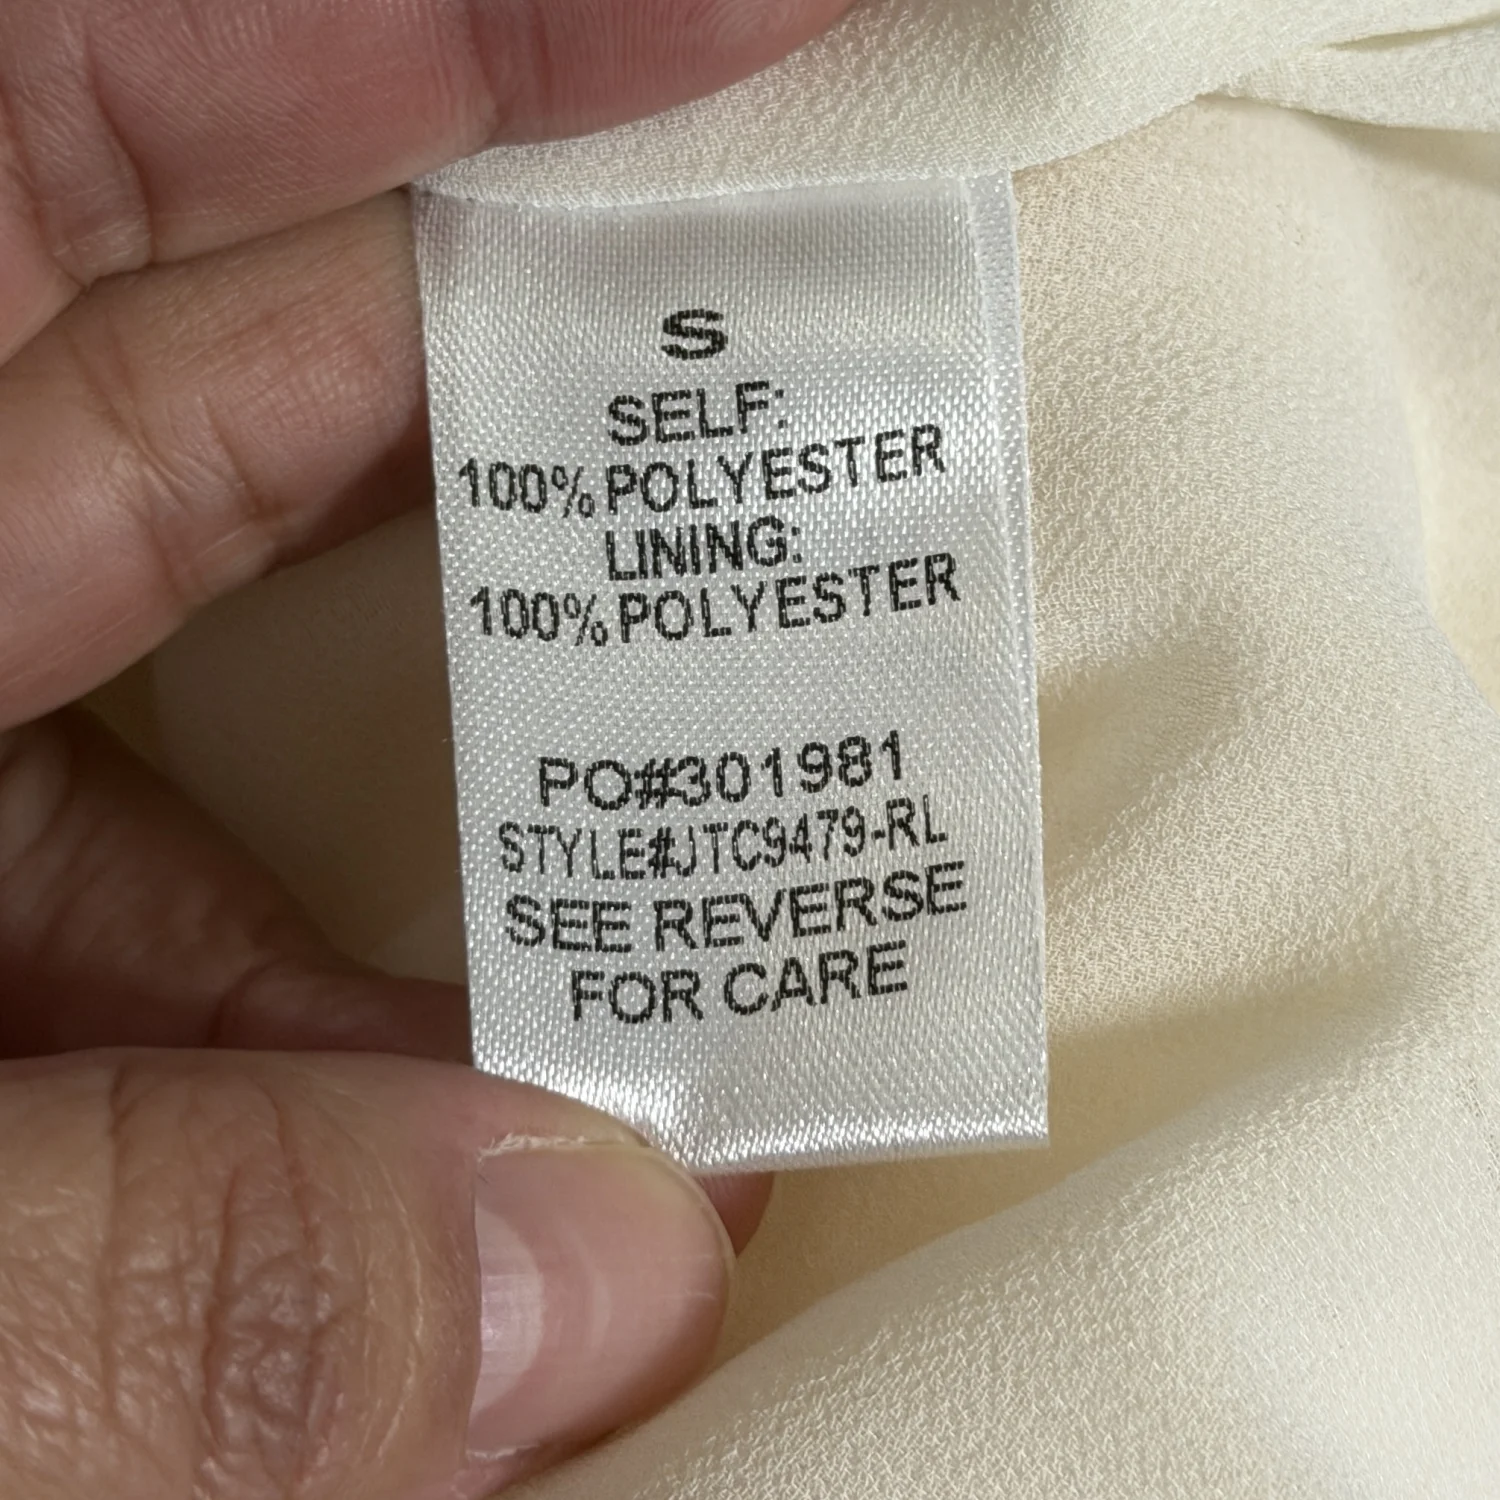 S
SELF:
100% POLYESTER
LINING:
100% POLYESTER
PO#301981
STYLE#JTC9479-RL
SEE REVERSE
FOR CARE